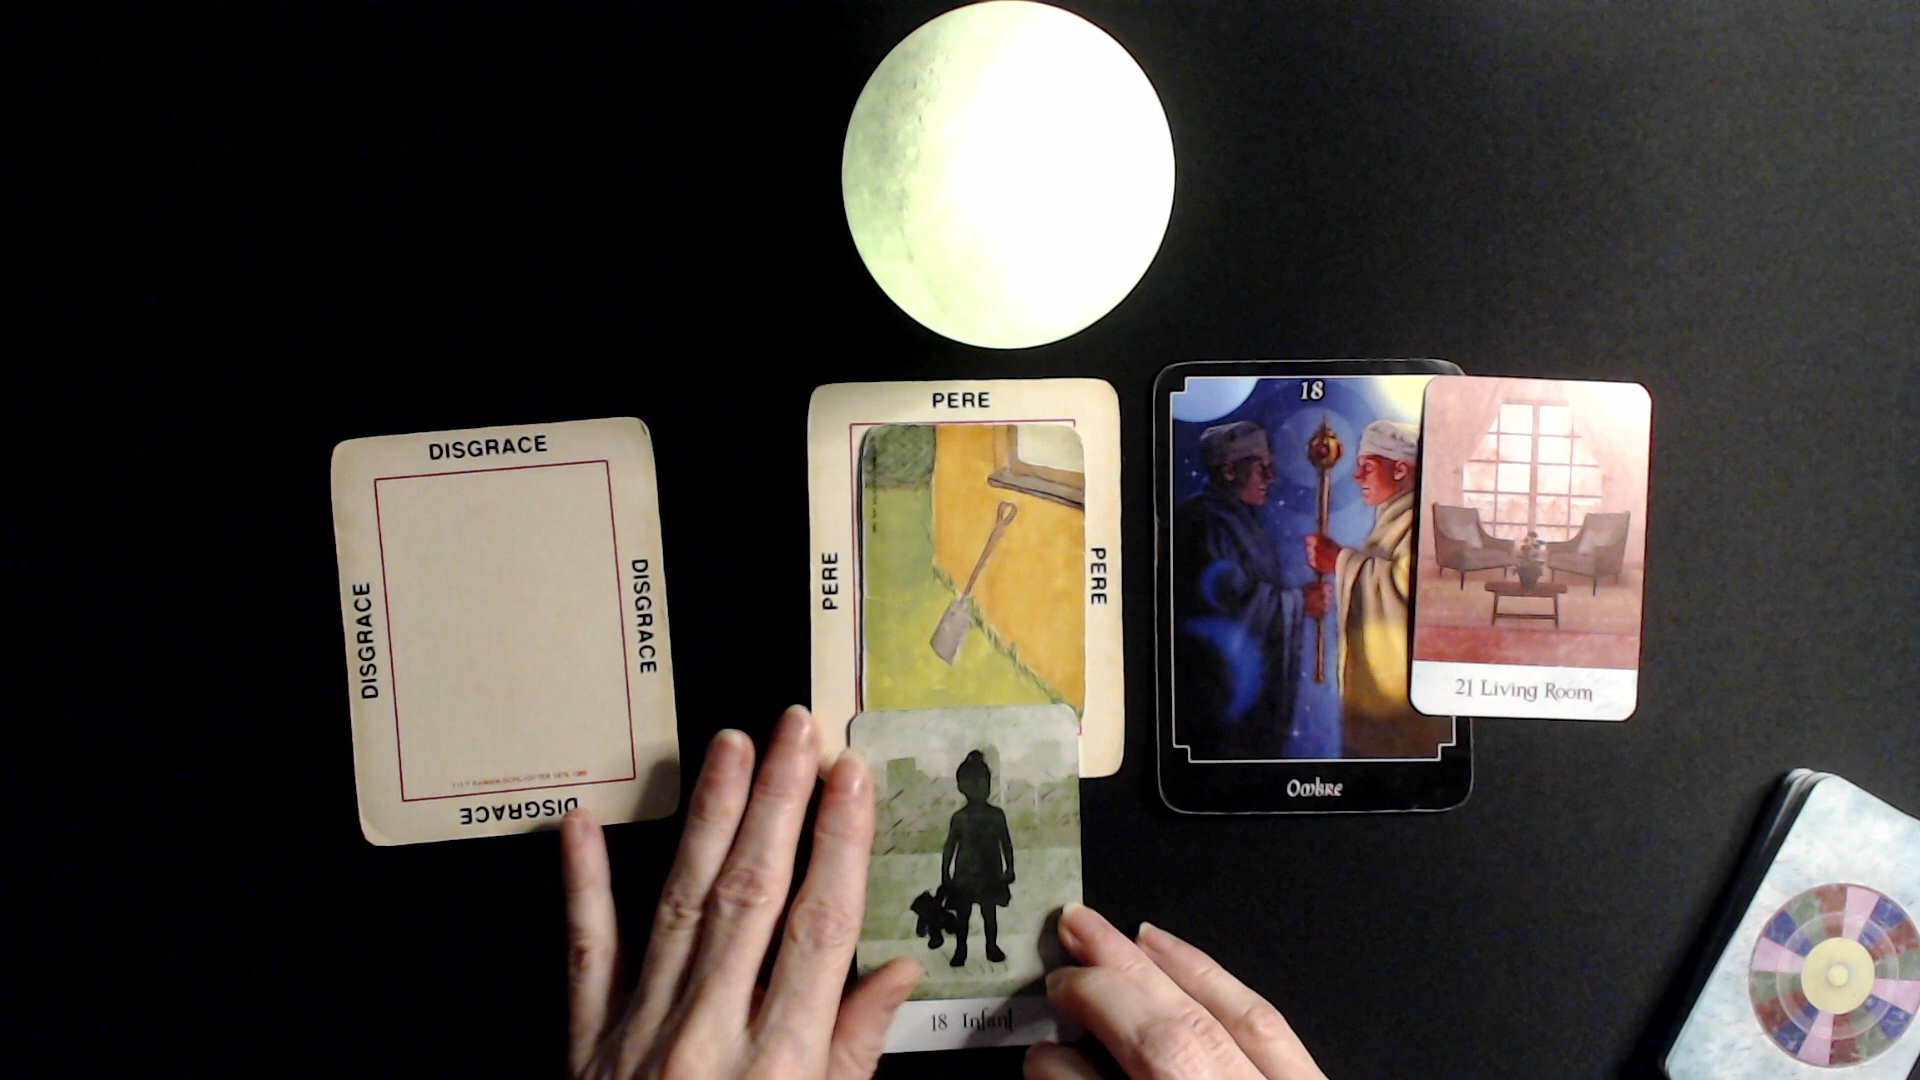 DISGRACE
DISGRACE
DISGRACE
DISGRACE
PERE
PERE
PERE
18 Infant
18
Ombre
21 Living Room